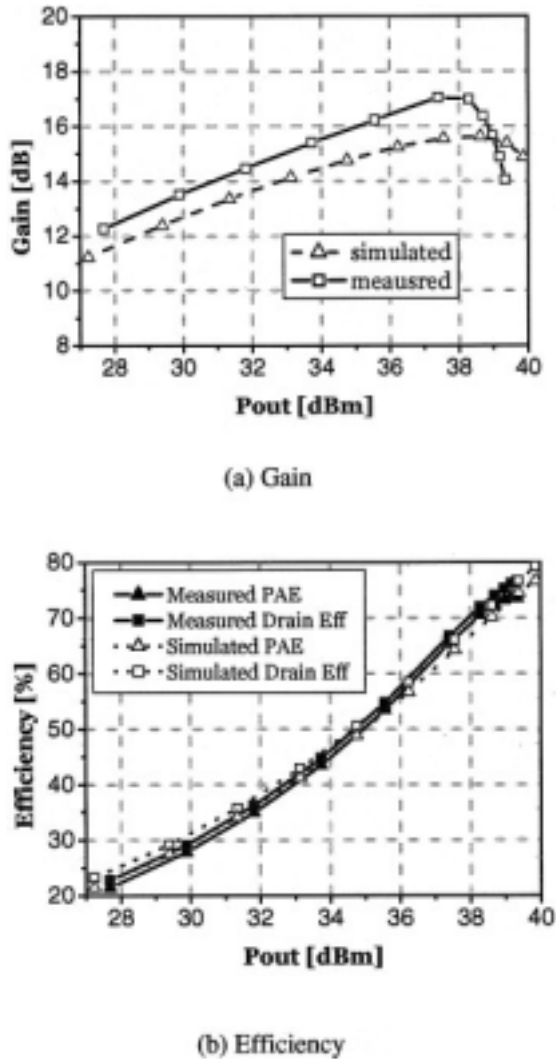 20
18
16
14
12
10
8
Gain [dB]
simulated
meausred
28 30 32 34 36 38 40
Pout [dBm]
(a) Gain
80
70
60
50
40
30
20
Efficiency [%]
Measured PAE
Measured Drain Eff
Simulated PAE
Simulated Drain Eff
28 30 32 34 36 38 40
Pout [dBm]
(b) Efficiency